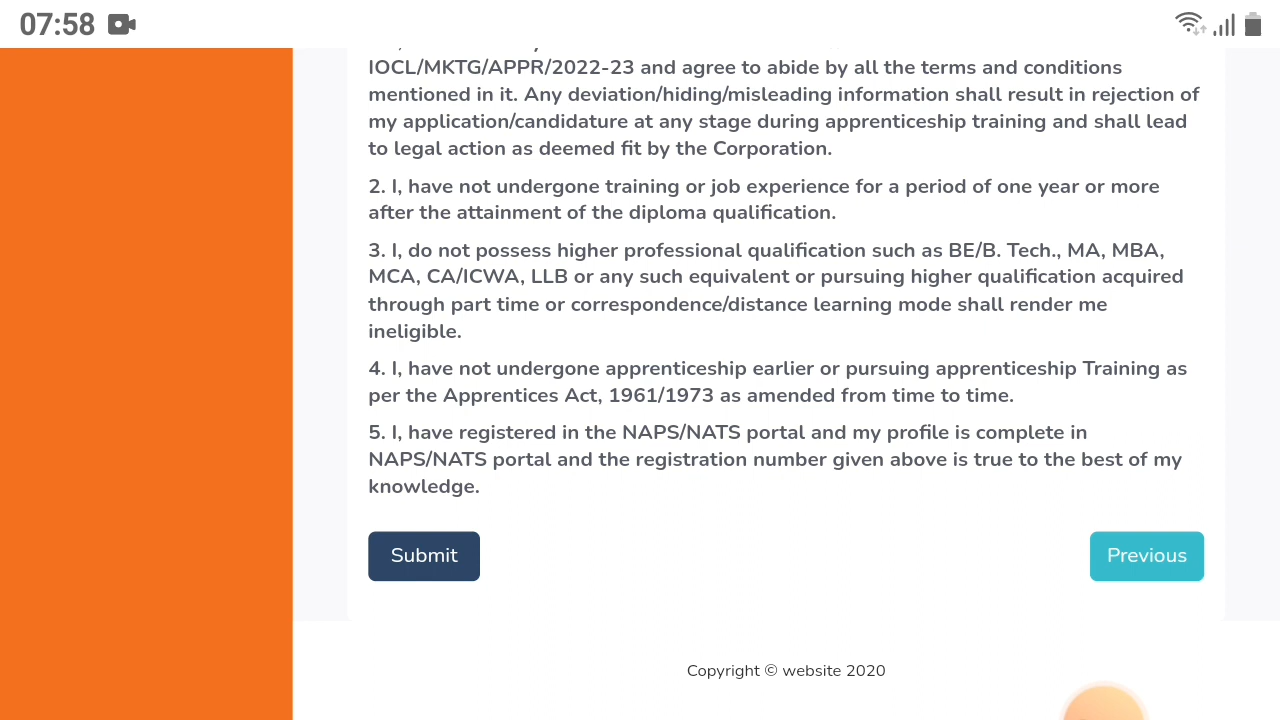 07:58
IOCL/MKTG/APPR/2022-23 and agree to abide by all the terms and conditions
mentioned in it. Any deviation/hiding/misleading information shall result in rejection of
my application/candidature at any stage during apprenticeship training and shall lead
to legal action as deemed fit by the Corporation.
2. I, have not undergone training or job experience for a period of one year or more
after the attainment of the diploma qualification.
3. I, do not possess higher professional qualification such as BE/B. Tech., MA, MBA,
MCA, CA/ICWA, LLB or any such equivalent or pursuing higher qualification acquired
through part time or correspondence/distance learning mode shall render me
ineligible.
4. I, have not undergone apprenticeship earlier or pursuing apprenticeship Training as
per the Apprentices Act, 1961/1973 as amended from time to time.
5. I, have registered in the NAPS/NATS portal and my profile is complete in
NAPS/NATS portal and the registration number given above is true to the best of my
knowledge.
Submit
Previous
Copyright © website 2020